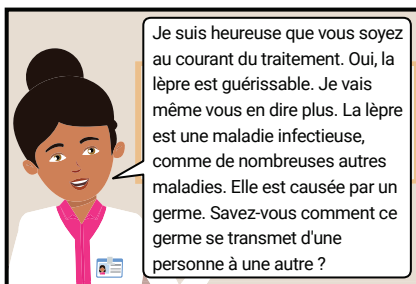 Je suis heureuse que vous soyez
au courant du traitement. Oui, la
lèpre est guérissable. Je vais
même vous en dire plus. La lèpre
est une maladie infectieuse,
comme de nombreuses autres
maladies. Elle est causée par un
germe. Savez-vous comment ce
germe se transmet d'une
personne à une autre ?